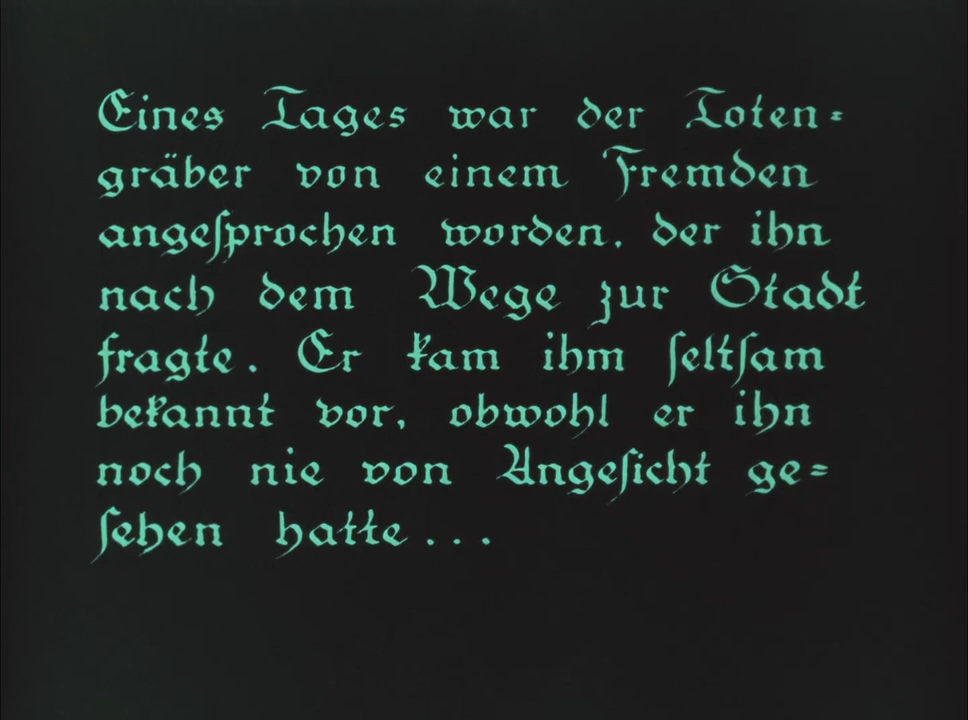 Eines Tages war der Toten=
gräber von einem Fremden
angeſprochen worden, der ihn
nach dem Wege zur Stadt
fragte. Er kam ihm ſeltſam
bekannt vor, obwohl er ihn
noch nie von Angeſicht ge=
ſehen hatte...